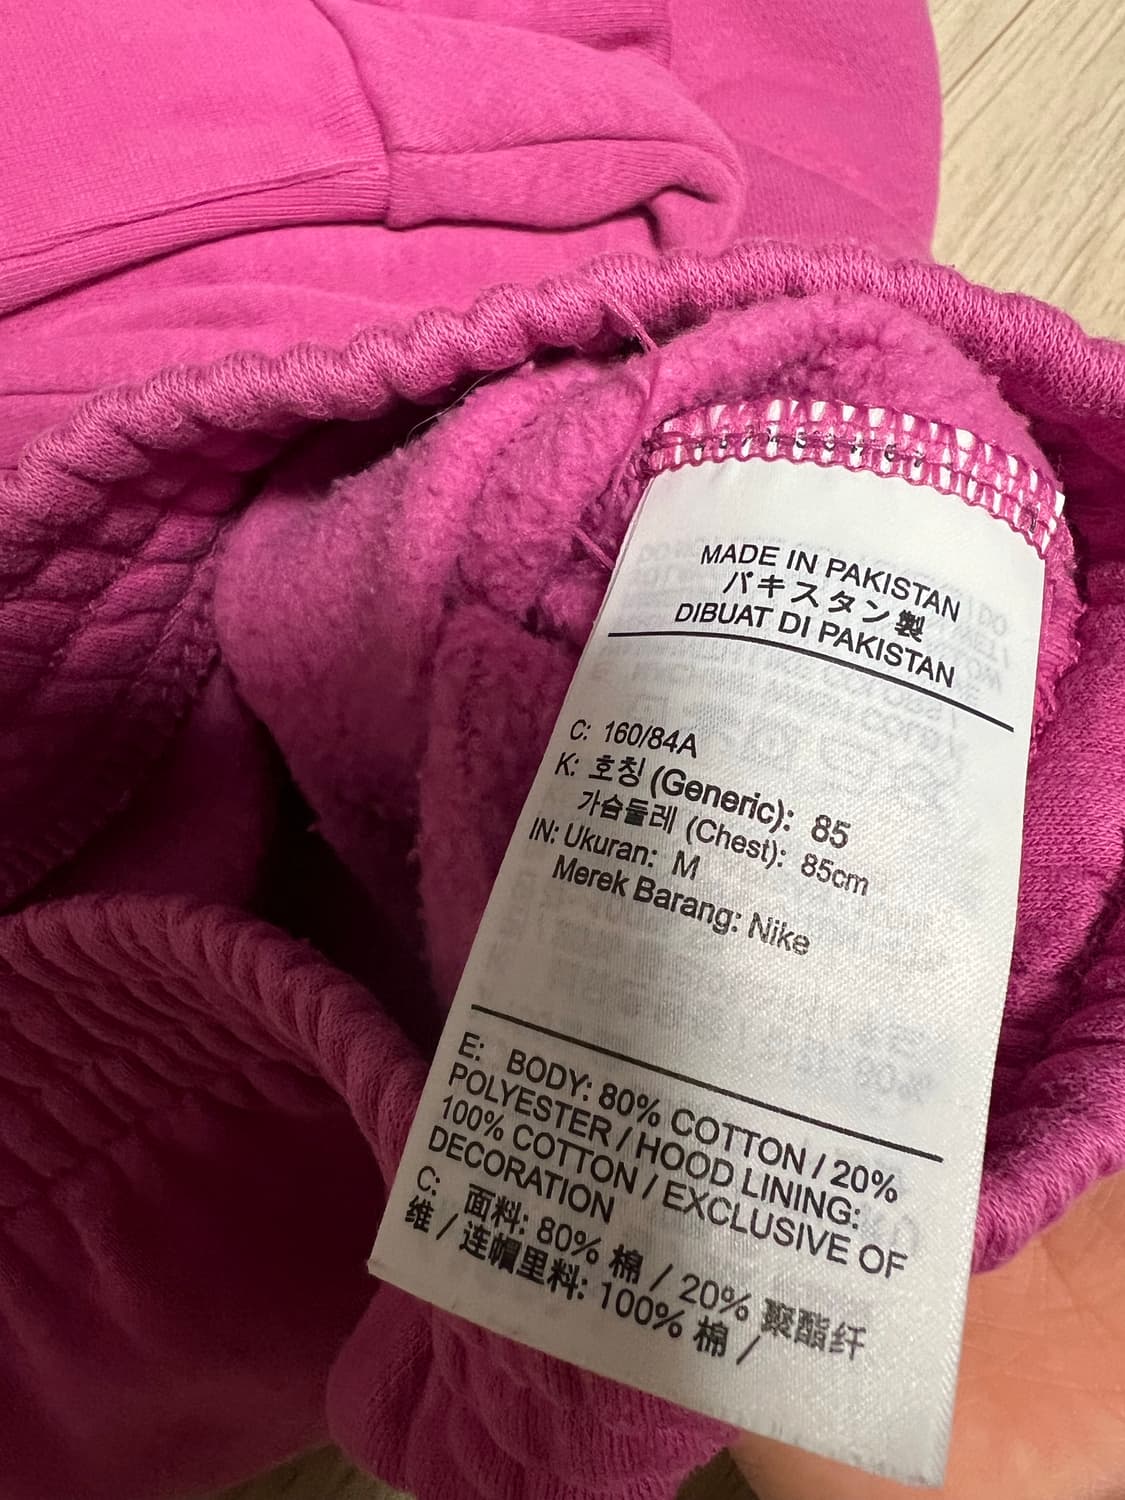 MADE IN PAKISTAN
パキスタン製
DIBUAT DI PAKISTAN
C: 160/84A
K: 호칭 (Generic): 85
가슴둘레 (Chest): 85cm
IN: Ukuran: M
Merek Barang: Nike
E: BODY: 80% COTTON / 20%
POLYESTER / HOOD LINING:
100% COTTON / EXCLUSIVE OF
DECORATION
C: 面料: 80% 棉 / 20% 聚酯纤
维 / 连帽里料: 100% 棉 /